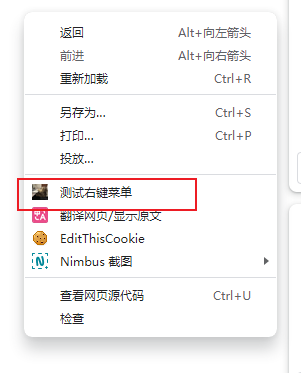 返回 Alt+向左箭头
前进 Alt+向右箭头
重新加载 Ctrl+R
另存为... Ctrl+S
打印... Ctrl+P
投放...
测试右键菜单
翻译网页/显示原文
EditThisCookie
Nimbus 截图
查看网页源代码 Ctrl+U
检查